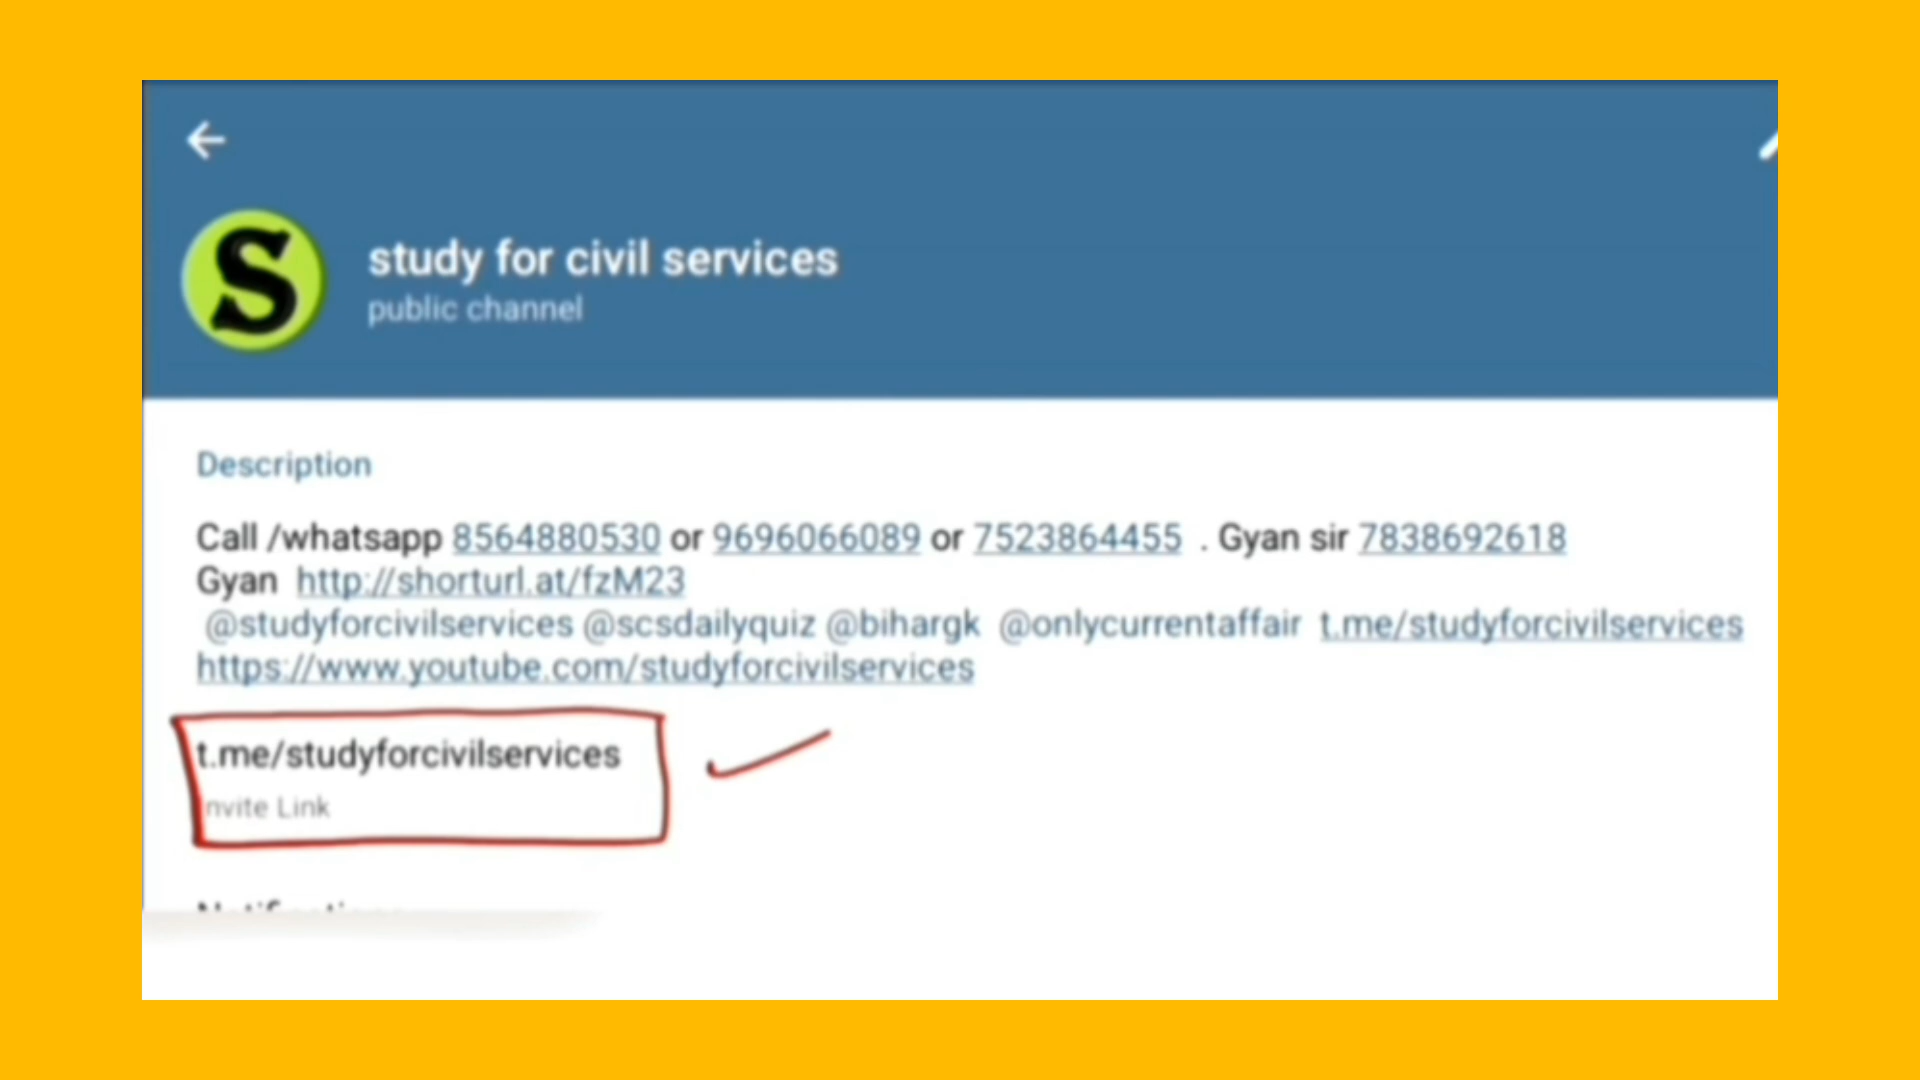 S
study for civil services
public channel
Description
Call /whatsapp 8564880530 or 9696066089 or 7523864455 . Gyan sir 7838692618
Gyan http://shorturl.at/fzM23
@studyforcivilservices @scsdailyquiz @bihargk @onlycurrentaffair t.me/studyforcivilservices
https://www.youtube.com/studyforcivilservices
t.me/studyforcivilservices
Invite Link